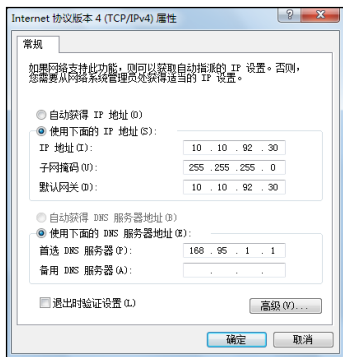 Internet 协议版本 4 (TCP/IPv4) 属性
常规
如果网络支持此功能，则可以获取自动指派的 IP 设置。否则，
您需要从网络系统管理员处获得适当的 IP 设置。
自动获得 IP 地址(O)
使用下面的 IP 地址(S):
IP 地址(I): 10 . 10 . 92 . 30
子网掩码(U): 255 . 255 . 255 . 0
默认网关(D): 10 . 10 . 92 . 30
自动获得 DNS 服务器地址(B)
使用下面的 DNS 服务器地址(E):
首选 DNS 服务器(P): 168 . 95 . 1 . 1
备用 DNS 服务器(A): . . .
退出时验证设置(L)
高级(V)...
确定 取消